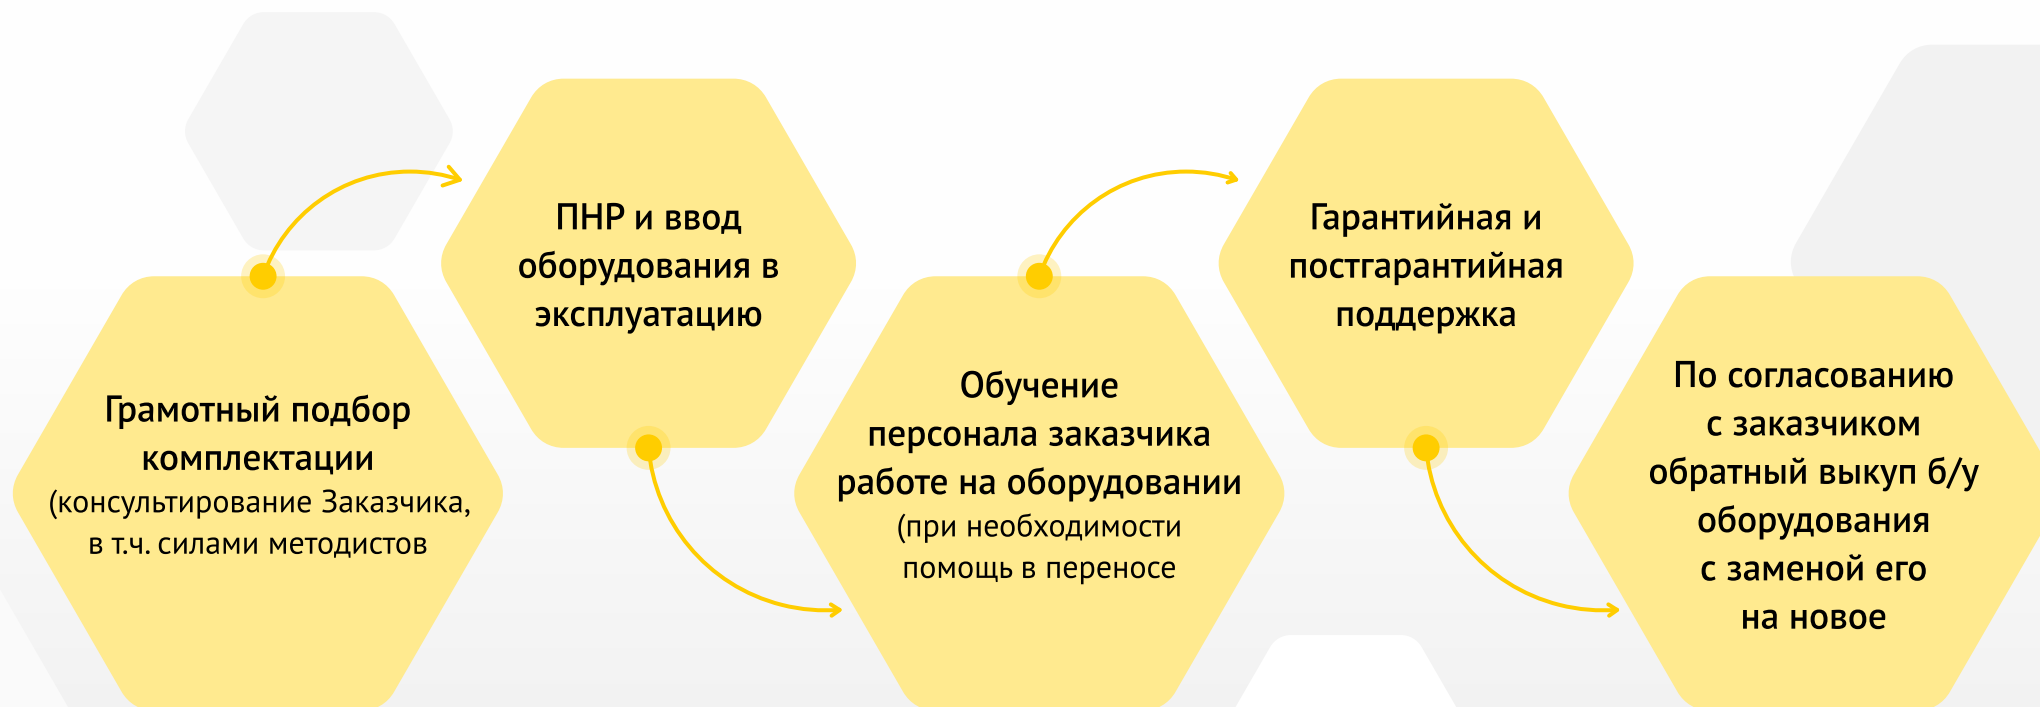 Грамотный подбор
комплектации
(консультирование Заказчика,
в т.ч. силами методистов
ПНР и ввод
оборудования в
эксплуатацию
Обучение
персонала заказчика
работе на оборудовании
(при необходимости
помощь в переносе
Гарантийная и
постгарантийная
поддержка
По согласованию
с заказчиком
обратный выкуп б/у
оборудования
с заменой его
на новое